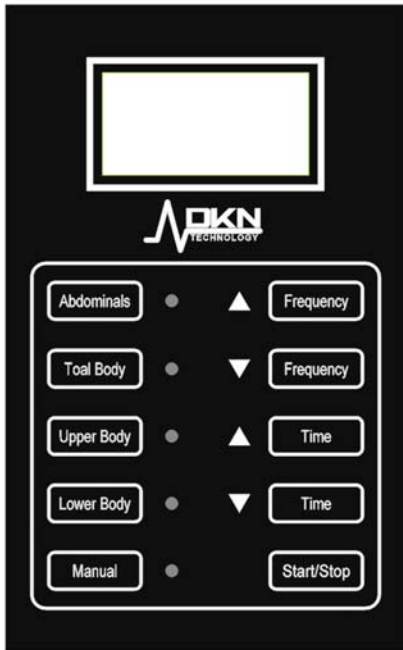 DKN
TECHNOLOGY
Abdominals ▲ Frequency
Toal Body ▼ Frequency
Upper Body ▲ Time
Lower Body ▼ Time
Manual Start/Stop